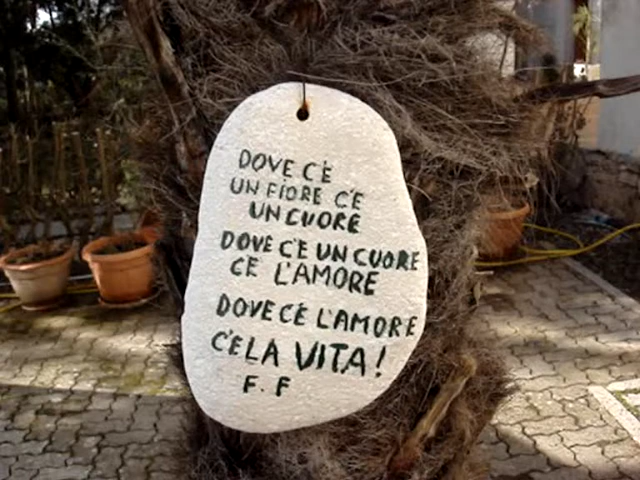 DOVE C'È
UN FIORE C'È
UN CUORE
DOVE C'È UN CUORE
C'È L'AMORE
DOVE C'È L'AMORE
C'È LA VITA!
F. F